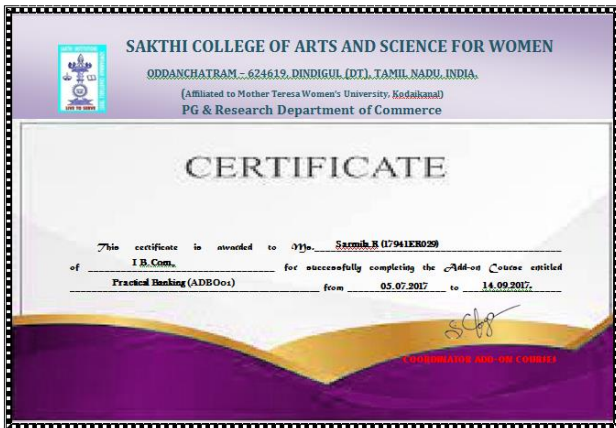 SAKTHI COLLEGE OF ARTS AND SCIENCE FOR WOMEN
ODDANCHATRAM – 624619, DINDIGUL (DT), TAMIL NADU, INDIA.
(Affiliated to Mother Teresa Women's University, Kodaikanal)
PG & Research Department of Commerce
LIVE TO SERVE
CERTIFICATE
This certificate is awarded to Ms. Sarmila R (17941ER029)
of I B.Com, for successfully completing the Add-on Course entitled
Practical Banking (ADBO01) from 05.07.2017 to 14.09.2017.
COORDINATOR ADD-ON COURSES